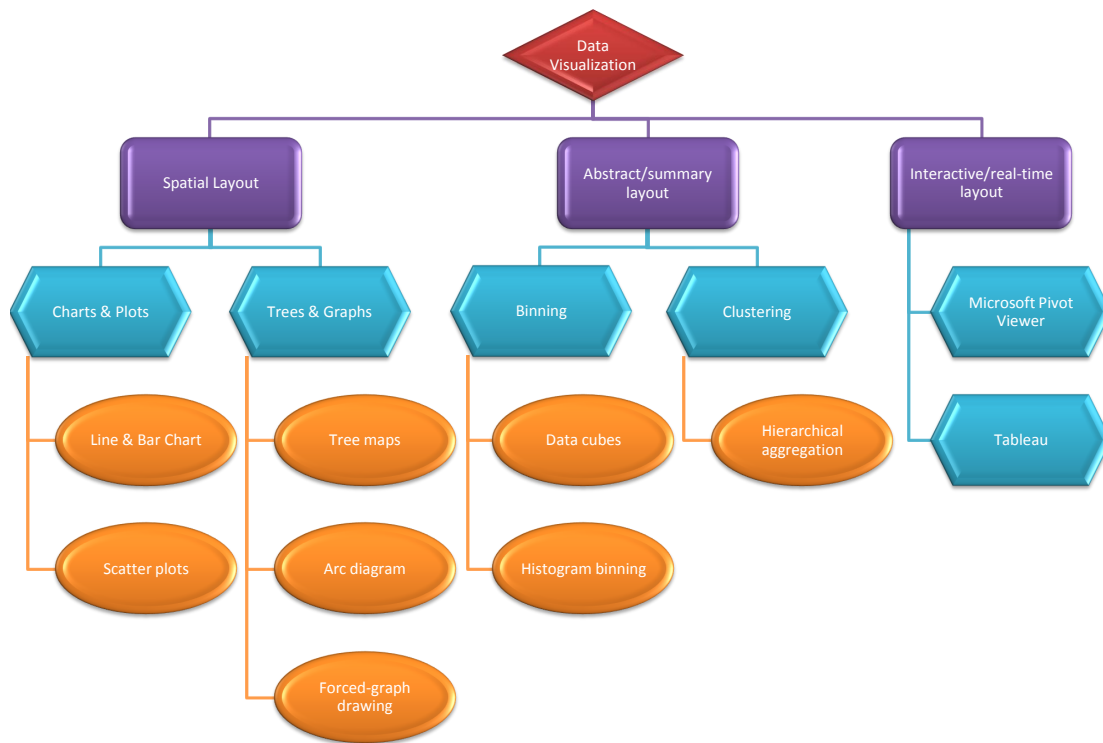 Data
Visualization
Spatial Layout
Abstract/summary
layout
Interactive/real-time
layout
Charts & Plots
Trees & Graphs
Binning
Clustering
Microsoft Pivot
Viewer
Line & Bar Chart
Tree maps
Data cubes
Hierarchical
aggregation
Tableau
Scatter plots
Arc diagram
Histogram binning
Forced-graph
drawing